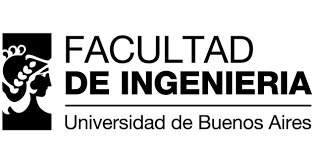 FACULTAD
DE INGENIERIA
Universidad de Buenos Aires